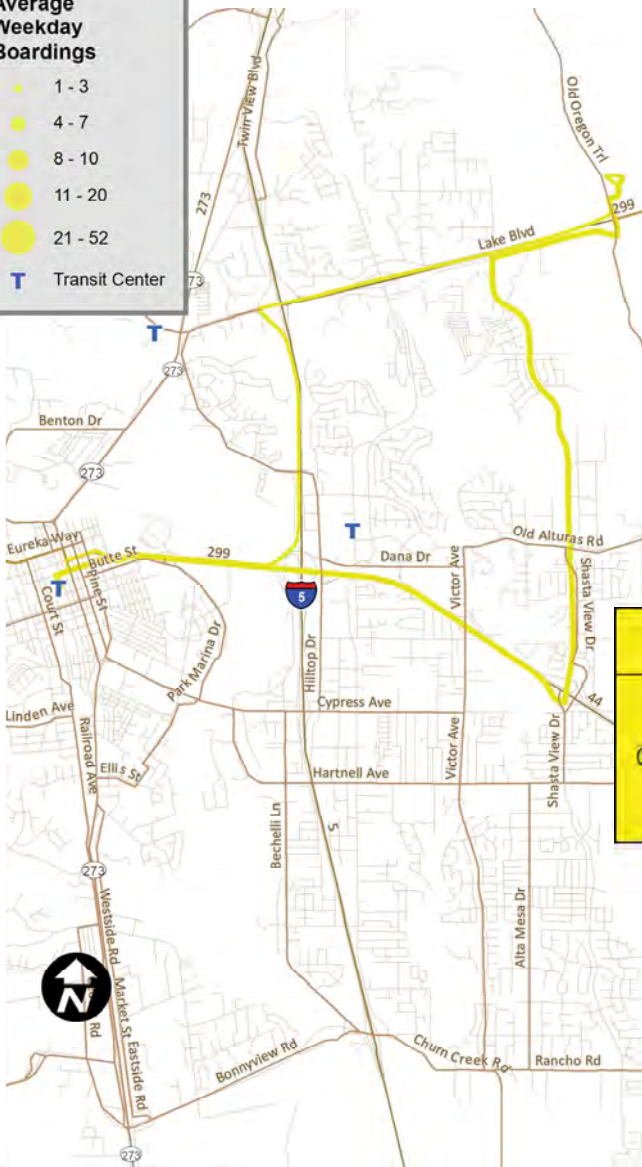 Average
Weekday
Boardings
1 - 3
4 - 7
8 - 10
11 - 20
21 - 52
T Transit Center
Twin View Blvd
273
Old Oregon Trl
299
Lake Blvd
T
273
Benton Dr
273
Eureka Way
Butte St
299
T
Dana Dr
Old Alturas Rd
Victor Ave
T
Court St
Pine St
5
Hilltop Dr
Shasta View Dr
Park Marina Dr
44
Linden Ave
Cypress Ave
Railroad Ave
Ellis St
Hartnell Ave
Victor Ave
Shasta View Dr
Bechelli Ln
5
273
Westside Rd
Alta Mesa Dr
N
Rd
Market St
Eastside Rd
Bonnyview Rd
Churn Creek Rd
Rancho Rd
273